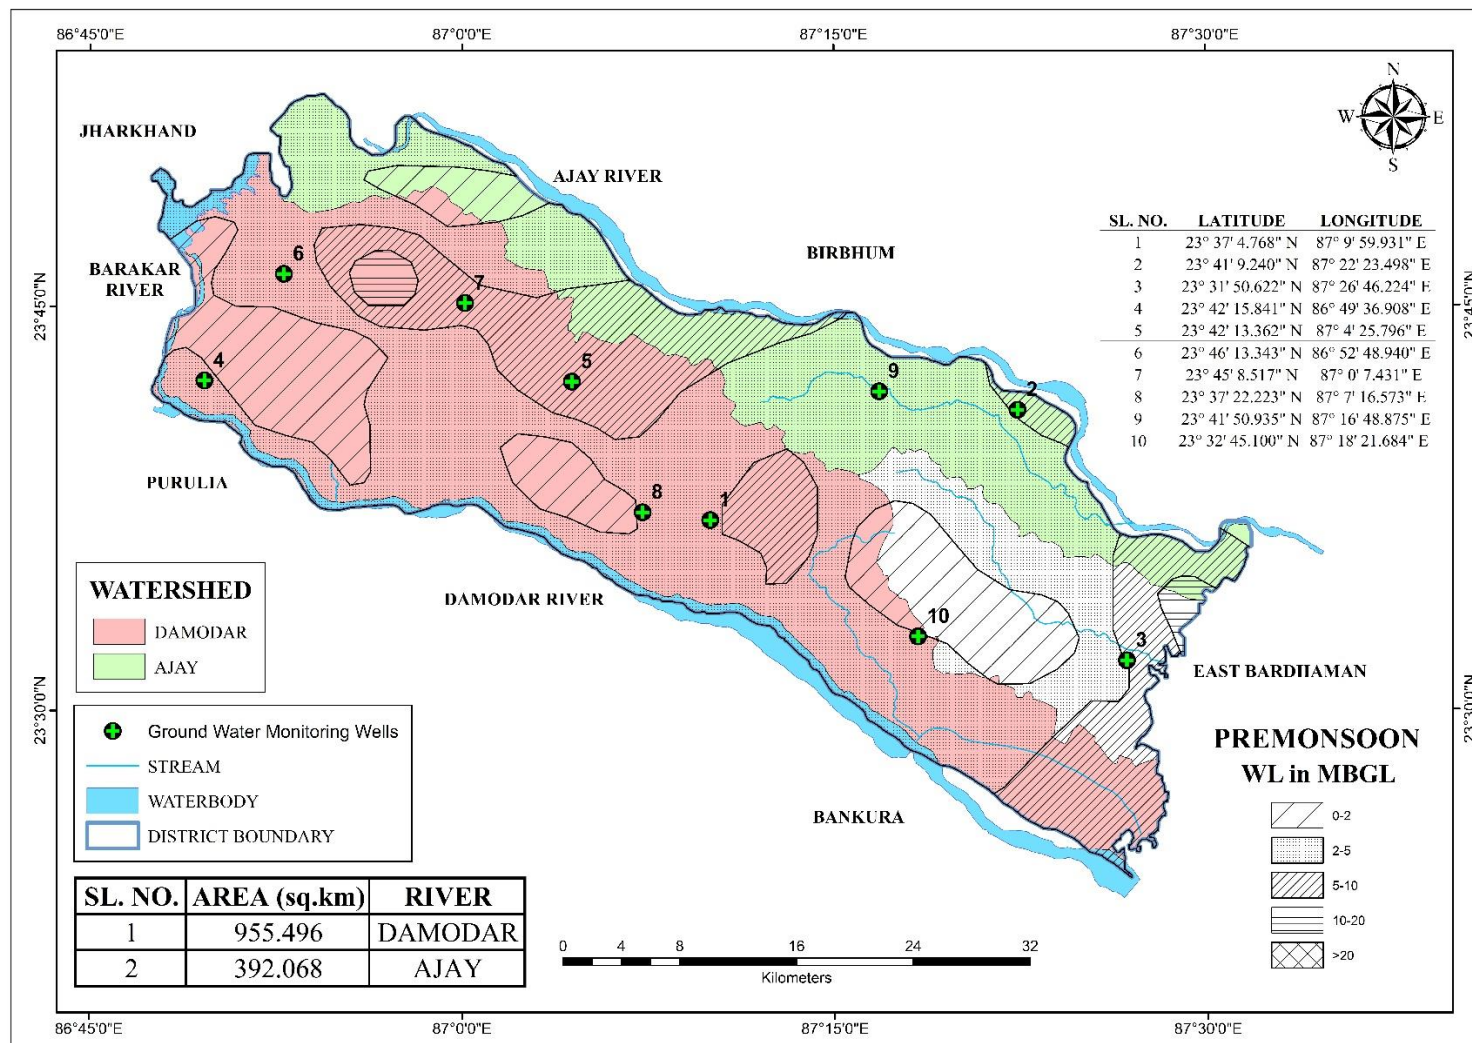 86°45'0"E 87°0'0"E 87°15'0"E 87°30'0"E
JHARKHAND
N
W E
S
AJAY RIVER
BIRBHUM
BARAKAR
RIVER
23°45'0"N
23°45'0"N
SL. NO. LATITUDE LONGITUDE
1 23° 37' 4.768" N 87° 9' 59.931" E
2 23° 41' 9.240" N 87° 22' 23.498" E
3 23° 31' 50.622" N 87° 26' 46.224" E
4 23° 42' 15.841" N 86° 49' 36.908" E
5 23° 42' 13.362" N 87° 4' 25.796" E
6 23° 46' 13.343" N 86° 52' 48.940" E
7 23° 45' 8.517" N 87° 0' 7.431" E
8 23° 37' 22.223" N 87° 7' 16.573" E
9 23° 41' 50.935" N 87° 16' 48.875" E
10 23° 32' 45.100" N 87° 18' 21.684" E
6
7
4
5
9
2
8
1
10
3
PURULIA
DAMODAR RIVER
EAST BARDHAMAN
BANKURA
23°30'0"N
23°30'0"N
WATERSHED
DAMODAR
AJAY
Ground Water Monitoring Wells
STREAM
WATERBODY
DISTRICT BOUNDARY
PREMONSOON
WL in MBGL
0-2
2-5
5-10
10-20
>20
SL. NO. AREA (sq.km) RIVER
1 955.496 DAMODAR
2 392.068 AJAY
0 4 8 16 24 32
Kilometers
86°45'0"E 87°0'0"E 87°15'0"E 87°30'0"E